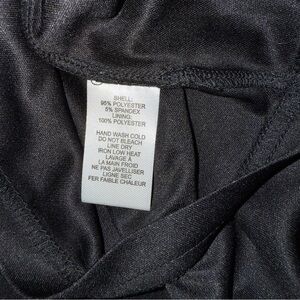 SHELL:
95% POLYESTER
5% SPANDEX
LINING:
100% POLYESTER
HAND WASH COLD
DO NOT BLEACH
LINE DRY
IRON LOW HEAT
LAVAGE À
LA MAIN FROID
NE PAS JAVELLISER
LIGNE SEC
FER FAIBLE CHALEUR